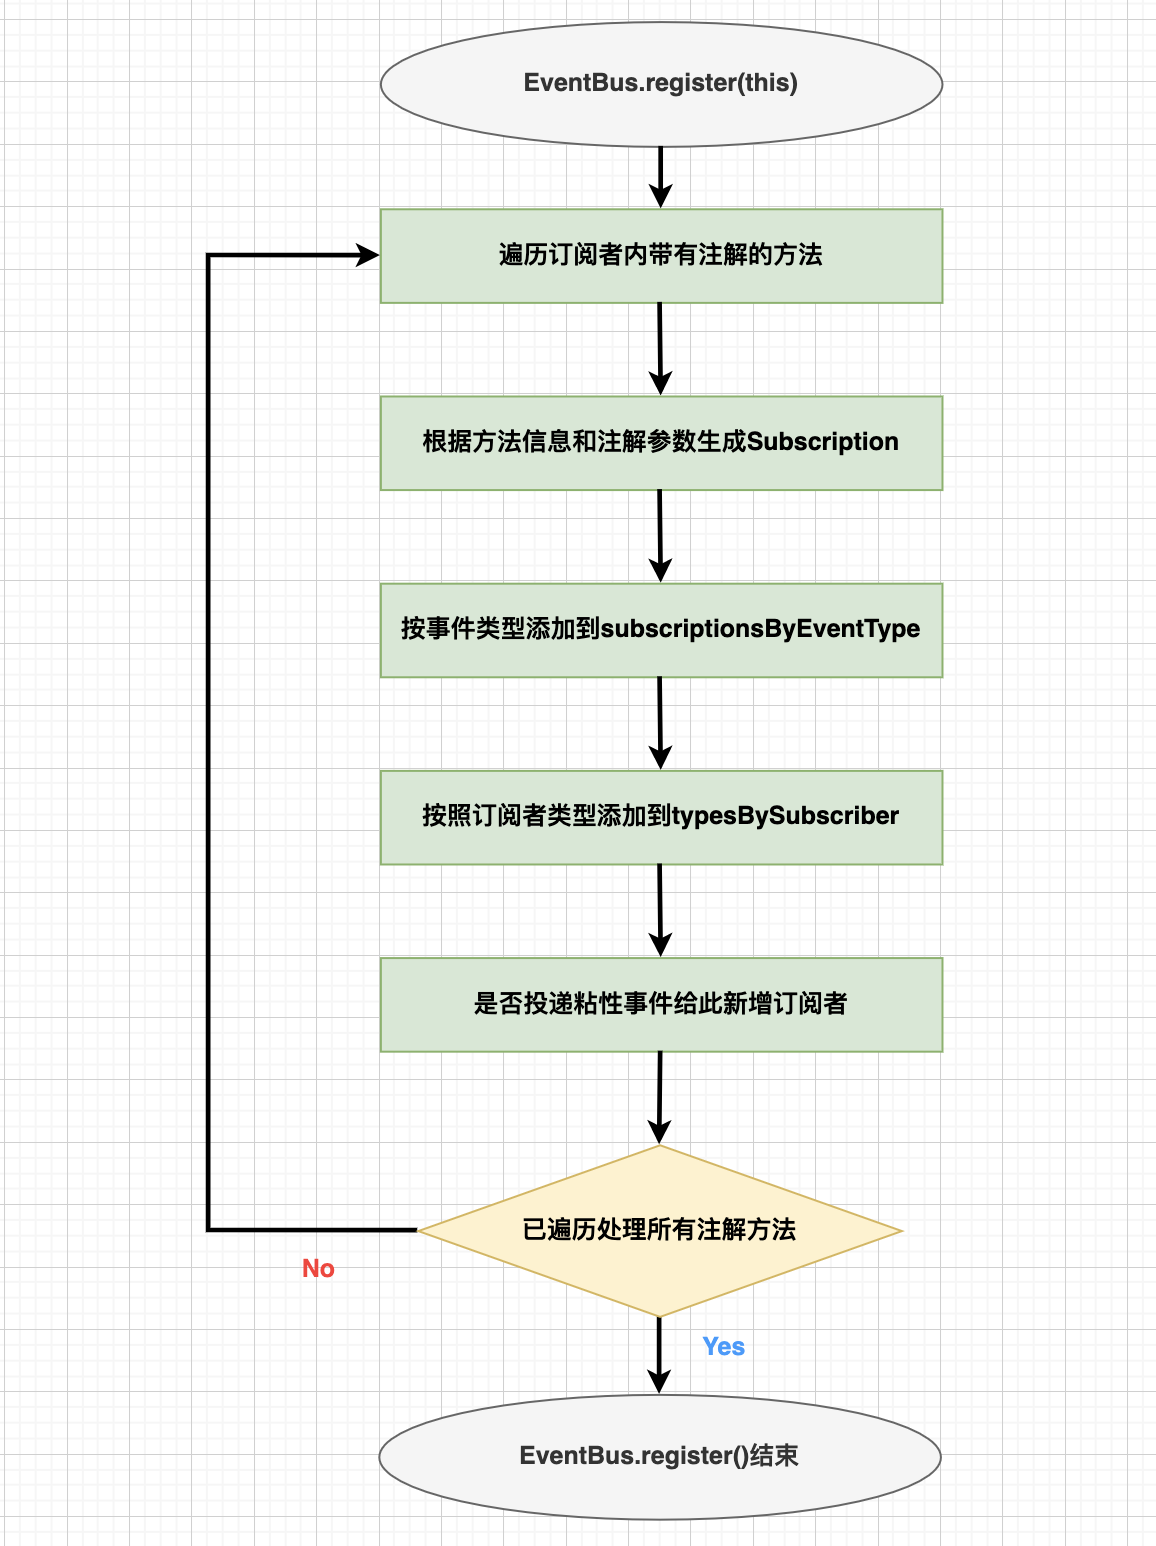 EventBus.register(this)
遍历订阅者内带有注解的方法
根据方法信息和注解参数生成Subscription
按事件类型添加到subscriptionsByEventType
按照订阅者类型添加到typesBySubscriber
是否投递粘性事件给此新增订阅者
已遍历处理所有注解方法
No
Yes
EventBus.register()结束